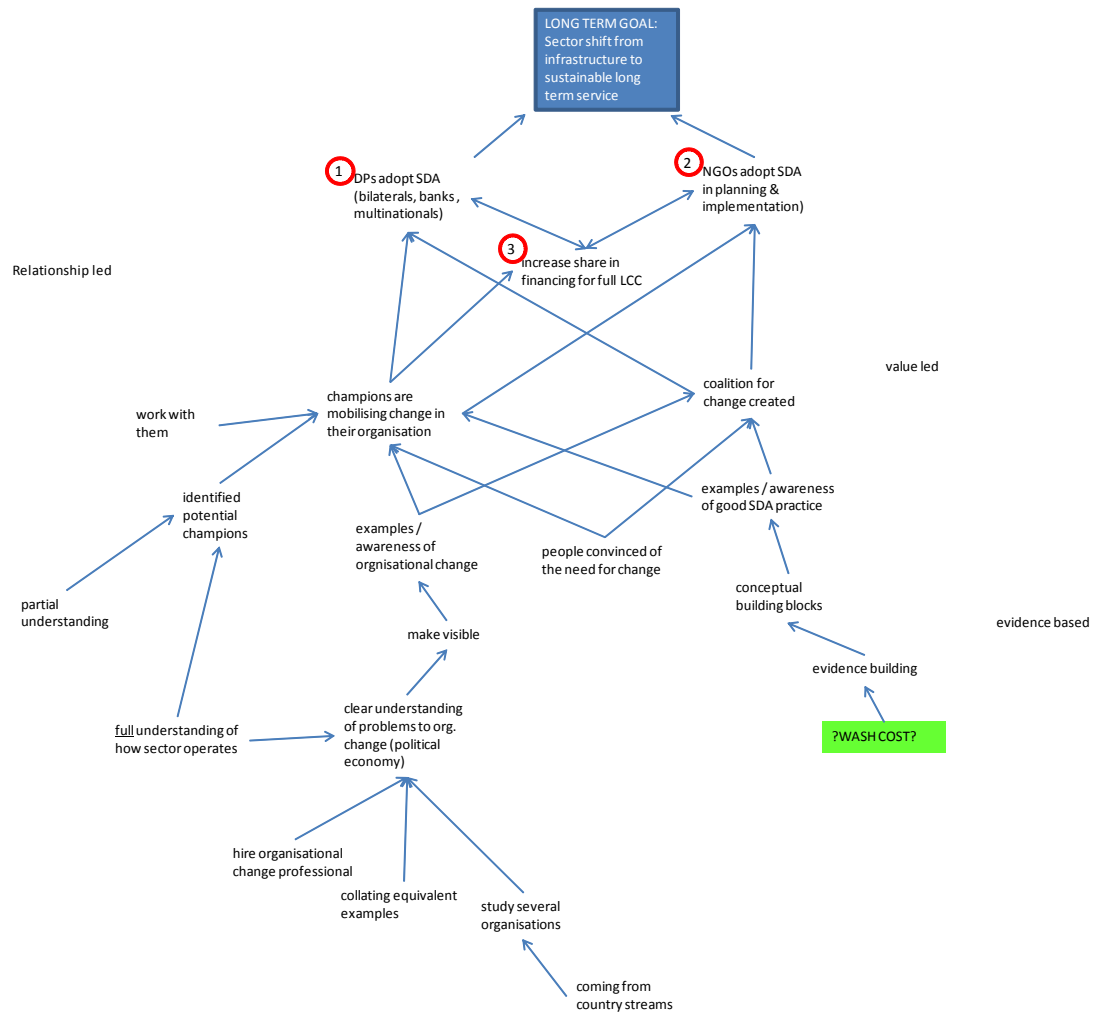 LONG TERM GOAL:
Sector shift from
infrastructure to
sustainable long
term service
1
DPs adopt SDA
(bilaterals, banks ,
multinationals)
2
NGOs adopt SDA
in planning &
implementation)
3
increase share in
financing for full LCC
Relationship led
value led
coalition for
change created
champions are
mobilising change in
their organisation
work with
them
identified
potential
champions
examples / awareness
of good SDA practice
examples /
awareness of
orgnisational change
people convinced of
the need for change
conceptual
building blocks
partial
understanding
evidence based
make visible
evidence building
clear understanding
of problems to org.
change (political
economy)
full understanding of
how sector operates
?WASH COST?
hire organisational
change professional
collating equivalent
examples
study several
organisations
coming from
country streams